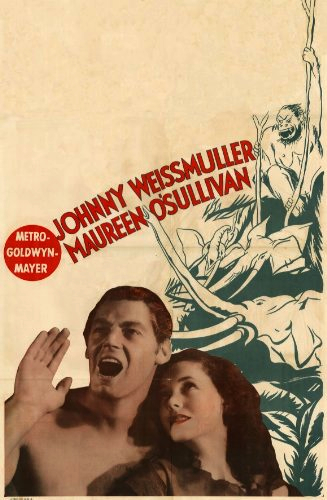 JOHNNY WEISSMULLER
MAUREEN O'SULLIVAN
METRO-
GOLDWYN-
MAYER